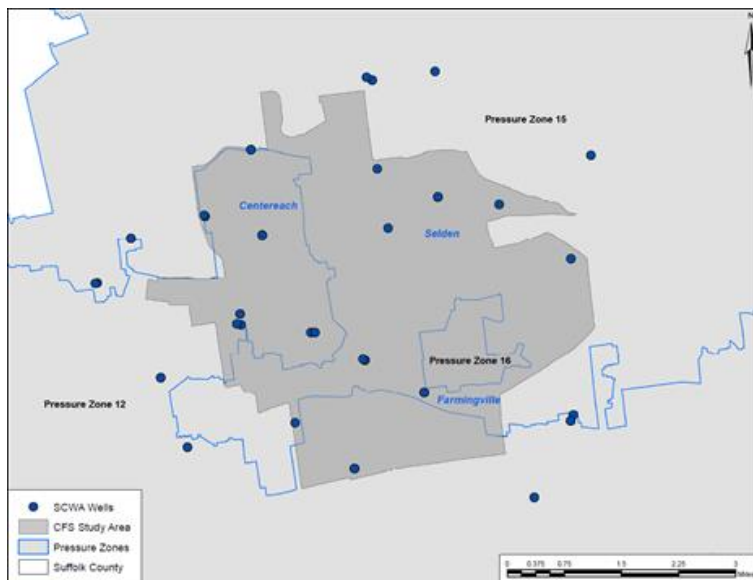 N
Pressure Zone 15
Centereach
Selden
Pressure Zone 16
Pressure Zone 12
Farmingville
SCWA Wells
CFS Study Area
Pressure Zones
Suffolk County
0 0.375 0.75 1.5 2.25 3
Miles